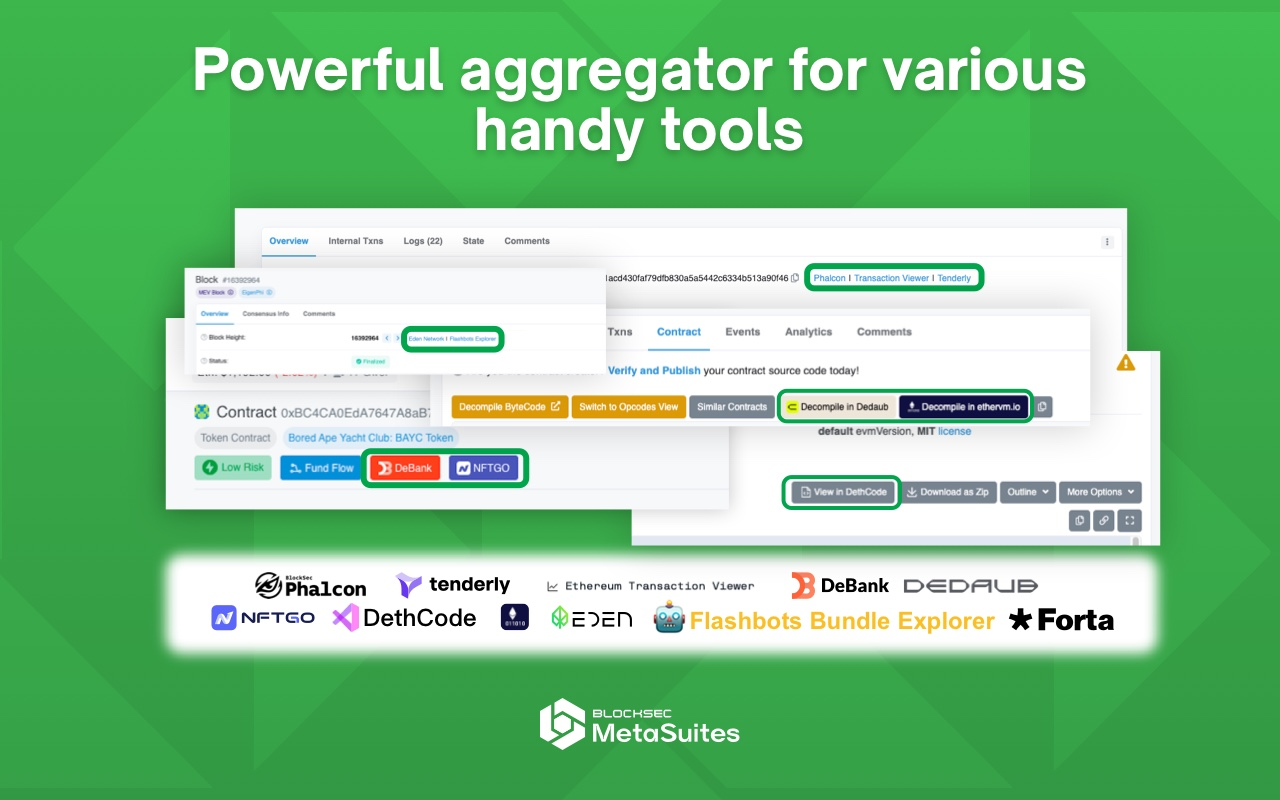 Powerful aggregator for various
handy tools
Overview Internal Txns Logs (22) State Comments
acd430faf79dfb830a5a5442c6334b513a90f46 Phalcon | Transaction Viewer | Tenderly
Block #16392964
MEV Block EigenPhi
Overview Consensus Info Comments
Block Height: 16392964 Eden Network | Flashbots Explorer
Status: Finalized
Txns Contract Events Analytics Comments
Verify and Publish your contract source code today!
Decompile ByteCode Switch to Opcodes View Similar Contracts Decompile in Dedaub Decompile in ethervm.io
Contract 0xBC4CA0EdA7647A8aB7
Token Contract Bored Ape Yacht Club: BAYC Token
Low Risk Fund Flow DeBank NFTGO
default evmVersion, MIT license
View in DethCode Download as Zip Outline More Options
BlockSec
Phalcon tenderly Ethereum Transaction Viewer DeBank DEDAUB
NFTGO DethCode 011010 EDEN Flashbots Bundle Explorer Forta
BLOCKSEC
MetaSuites